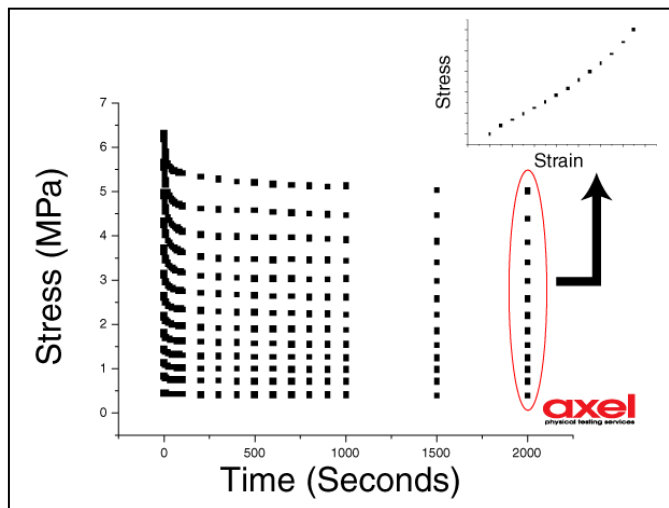 Stress
Strain
7
6
5
4
3
2
1
0
Stress (MPa)
0
500
1000
1500
2000
Time (Seconds)
axel
physical testing services